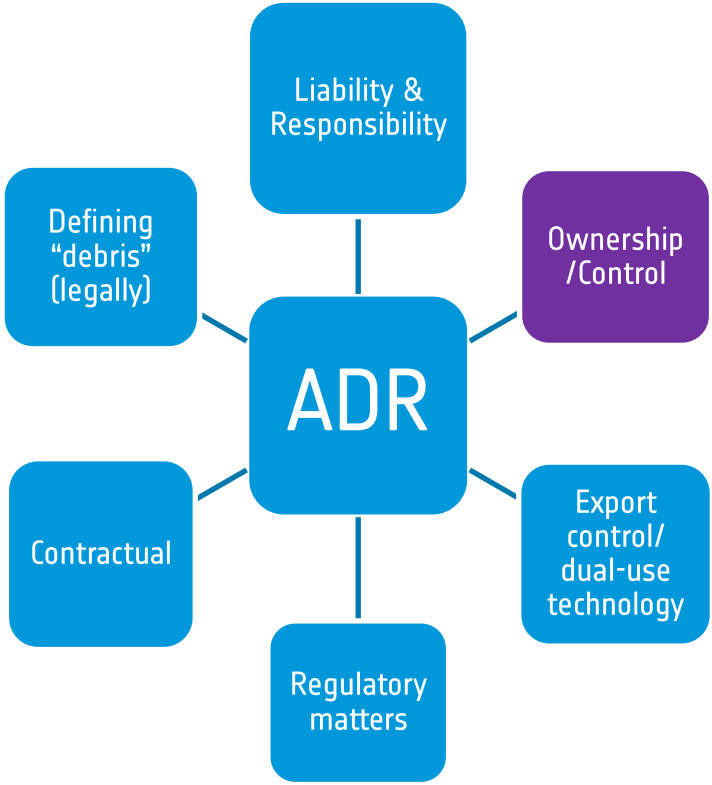 Liability &
Responsibility
Defining
“debris”
(legally)
Ownership
/Control
ADR
Contractual
Export
control/
dual-use
technology
Regulatory
matters